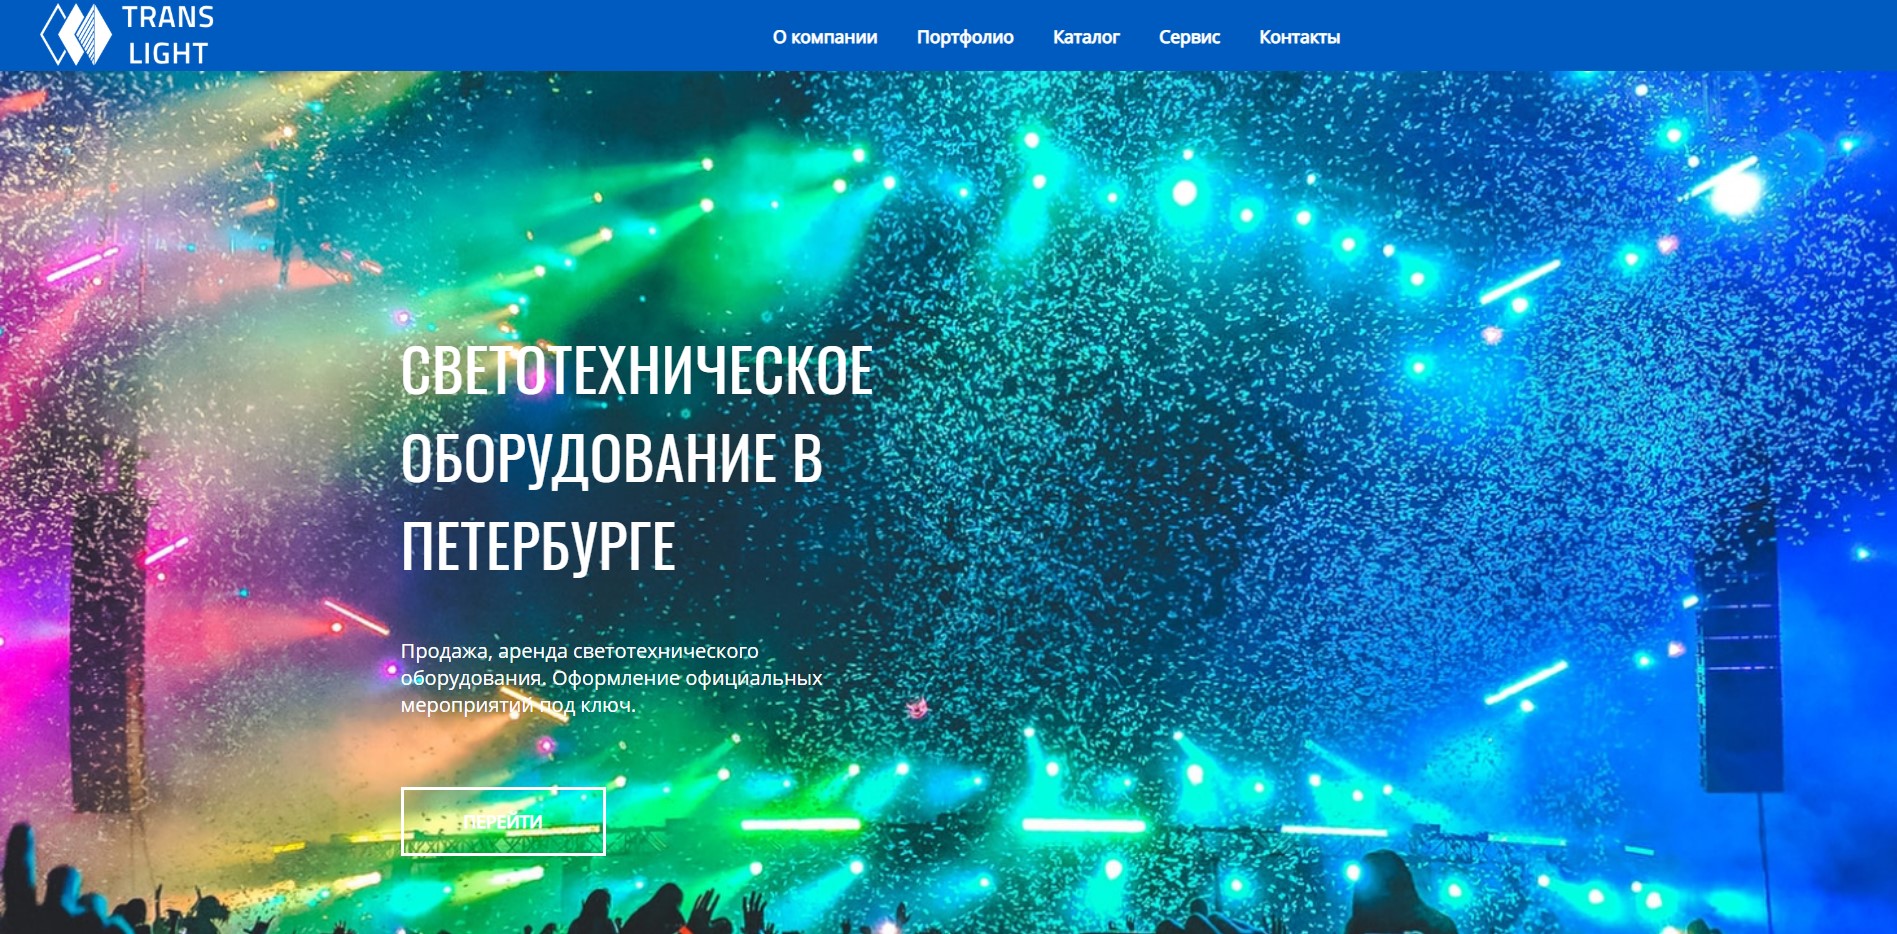 TRANS
LIGHT
О компании Портфолио Каталог Сервис Контакты
СВЕТОТЕХНИЧЕСКОЕ
ОБОРУДОВАНИЕ В
ПЕТЕРБУРГЕ
Продажа, аренда светотехнического
оборудования. Оформление официальных
мероприятий под ключ.
ПЕРЕЙТИ